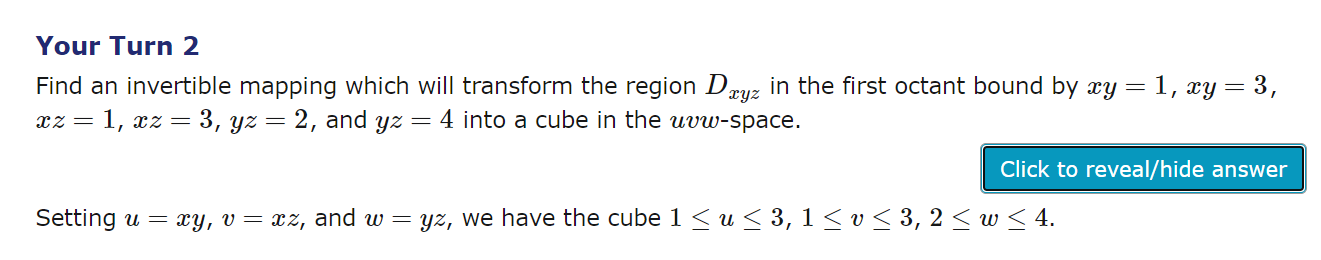 Your Turn 2
Find an invertible mapping which will transform the region $D_{xyz}$ in the first octant bound by $xy = 1$, $xy = 3$,
$xz = 1$, $xz = 3$, $yz = 2$, and $yz = 4$ into a cube in the $uvw$-space.
Click to reveal/hide answer
Setting $u = xy$, $v = xz$, and $w = yz$, we have the cube $1 \leq u \leq 3$, $1 \leq v \leq 3$, $2 \leq w \leq 4$.